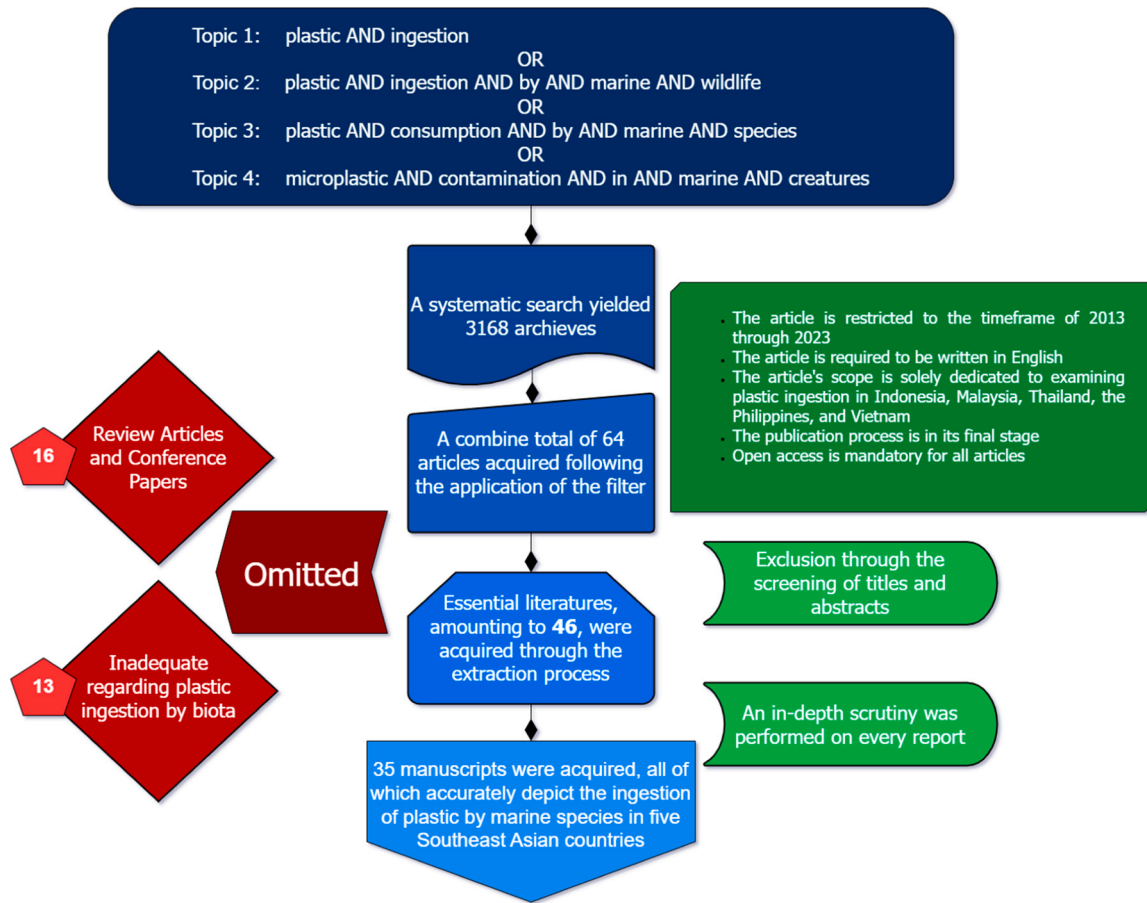 Topic 1: plastic AND ingestion
OR
Topic 2: plastic AND ingestion AND by AND marine AND wildlife
OR
Topic 3: plastic AND consumption AND by AND marine AND species
OR
Topic 4: microplastic AND contamination AND in AND marine AND creatures
A systematic search yielded
3168 archieves
• The article is restricted to the timeframe of 2013
through 2023
• The article is required to be written in English
• The article's scope is solely dedicated to examining
plastic ingestion in Indonesia, Malaysia, Thailand, the
Philippines, and Vietnam
• The publication process is in its final stage
• Open access is mandatory for all articles
A combine total of 64
articles acquired following
the application of the filter
16
Review Articles
and Conference
Papers
Omitted
Exclusion through the
screening of titles and
abstracts
Essential literatures,
amounting to 46, were
acquired through the
extraction process
13
Inadequate
regarding plastic
ingestion by biota
An in-depth scrutiny was
performed on every report
35 manuscripts were acquired, all of
which accurately depict the ingestion
of plastic by marine species in five
Southeast Asian countries